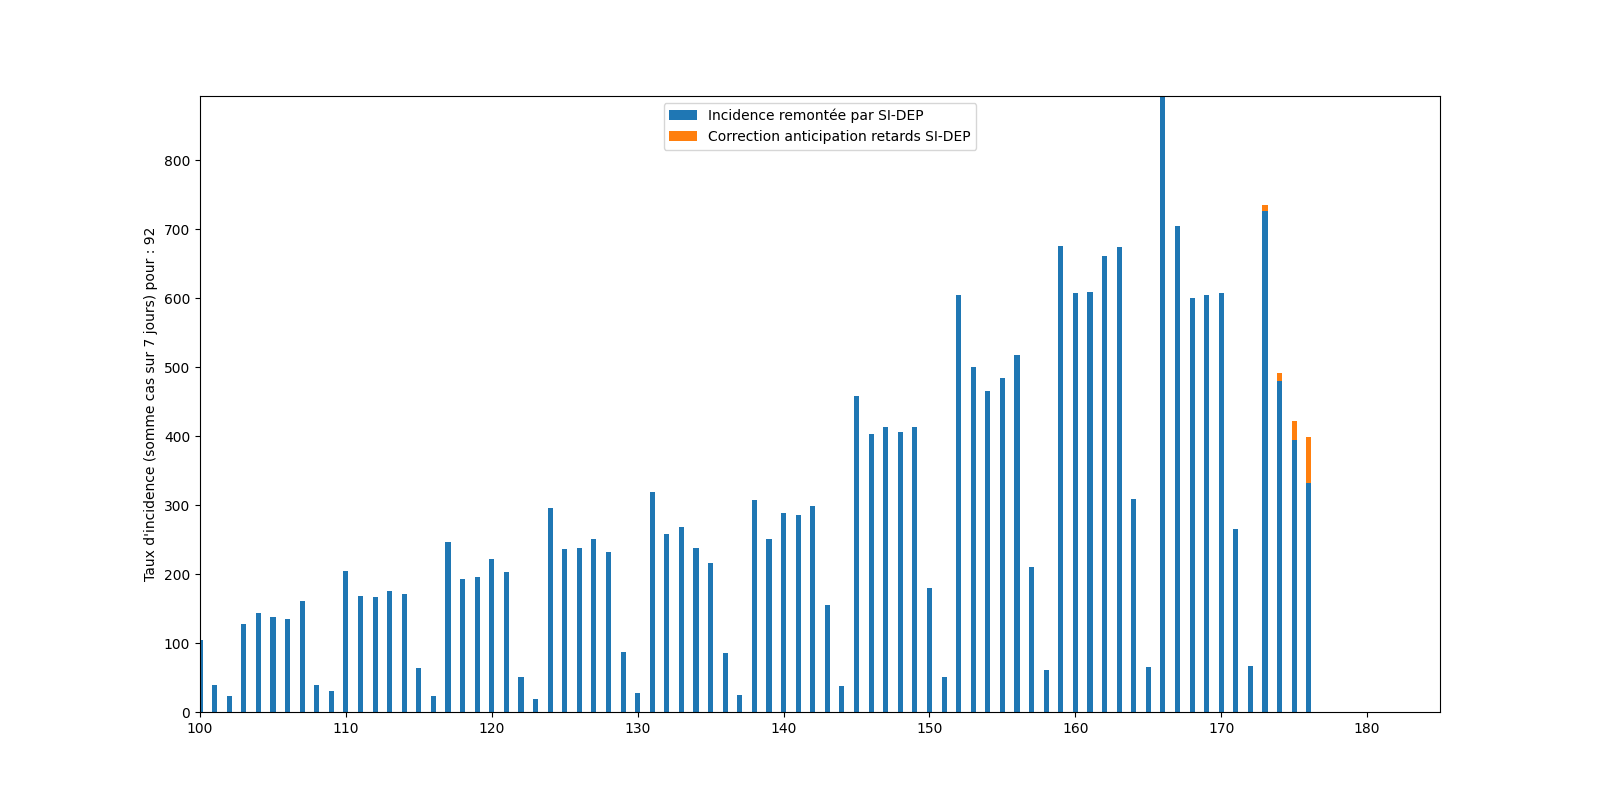 Incidence remontée par SI-DEP
Correction anticipation retards SI-DEP
Taux d'incidence (somme cas sur 7 jours) pour : 92
800
700
600
500
400
300
200
100
0
100 110 120 130 140 150 160 170 180